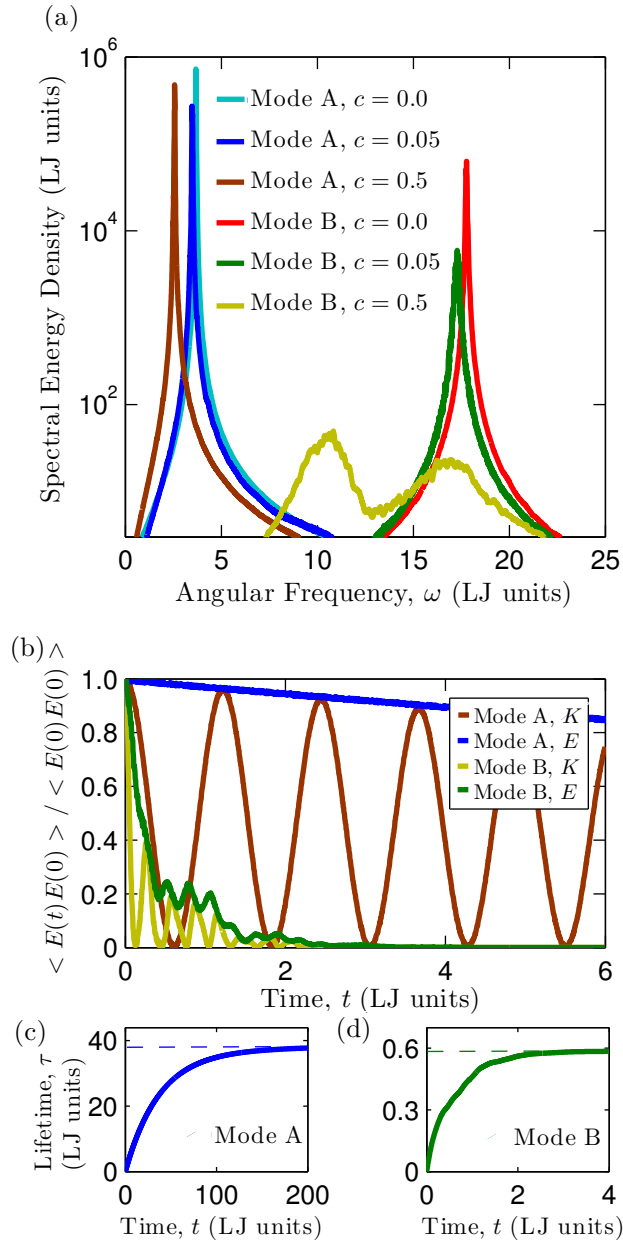 (a)
Spectral Energy Density (LJ units)
10^6
10^4
10^2
Mode A, c = 0.0
Mode A, c = 0.05
Mode A, c = 0.5
Mode B, c = 0.0
Mode B, c = 0.05
Mode B, c = 0.5
0 5 10 15 20 25
Angular Frequency, ω (LJ units)
(b)
< E(t)E(0) > / < E(0)E(0) >
1.0
0.8
0.6
0.4
0.2
0
Mode A, K
Mode A, E
Mode B, K
Mode B, E
0 2 4 6
Time, t (LJ units)
(c)
Lifetime, τ
(LJ units)
40
20
0
Mode A
0 100 200
Time, t (LJ units)
(d)
0.6
0.3
0
Mode B
0 2 4
Time, t (LJ units)